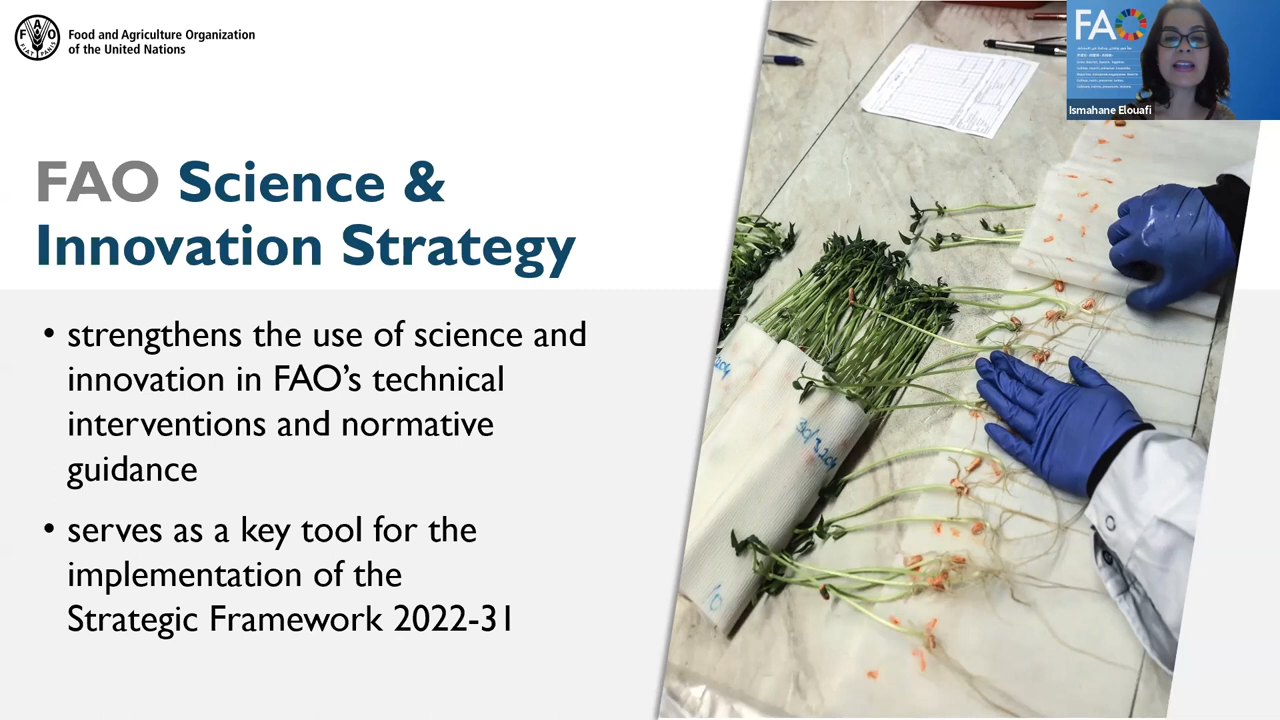 Food and Agriculture Organization
of the United Nations
FAO
Ismahane Elouafi
FAO Science &
Innovation Strategy
• strengthens the use of science and
innovation in FAO's technical
interventions and normative
guidance
• serves as a key tool for the
implementation of the
Strategic Framework 2022-31